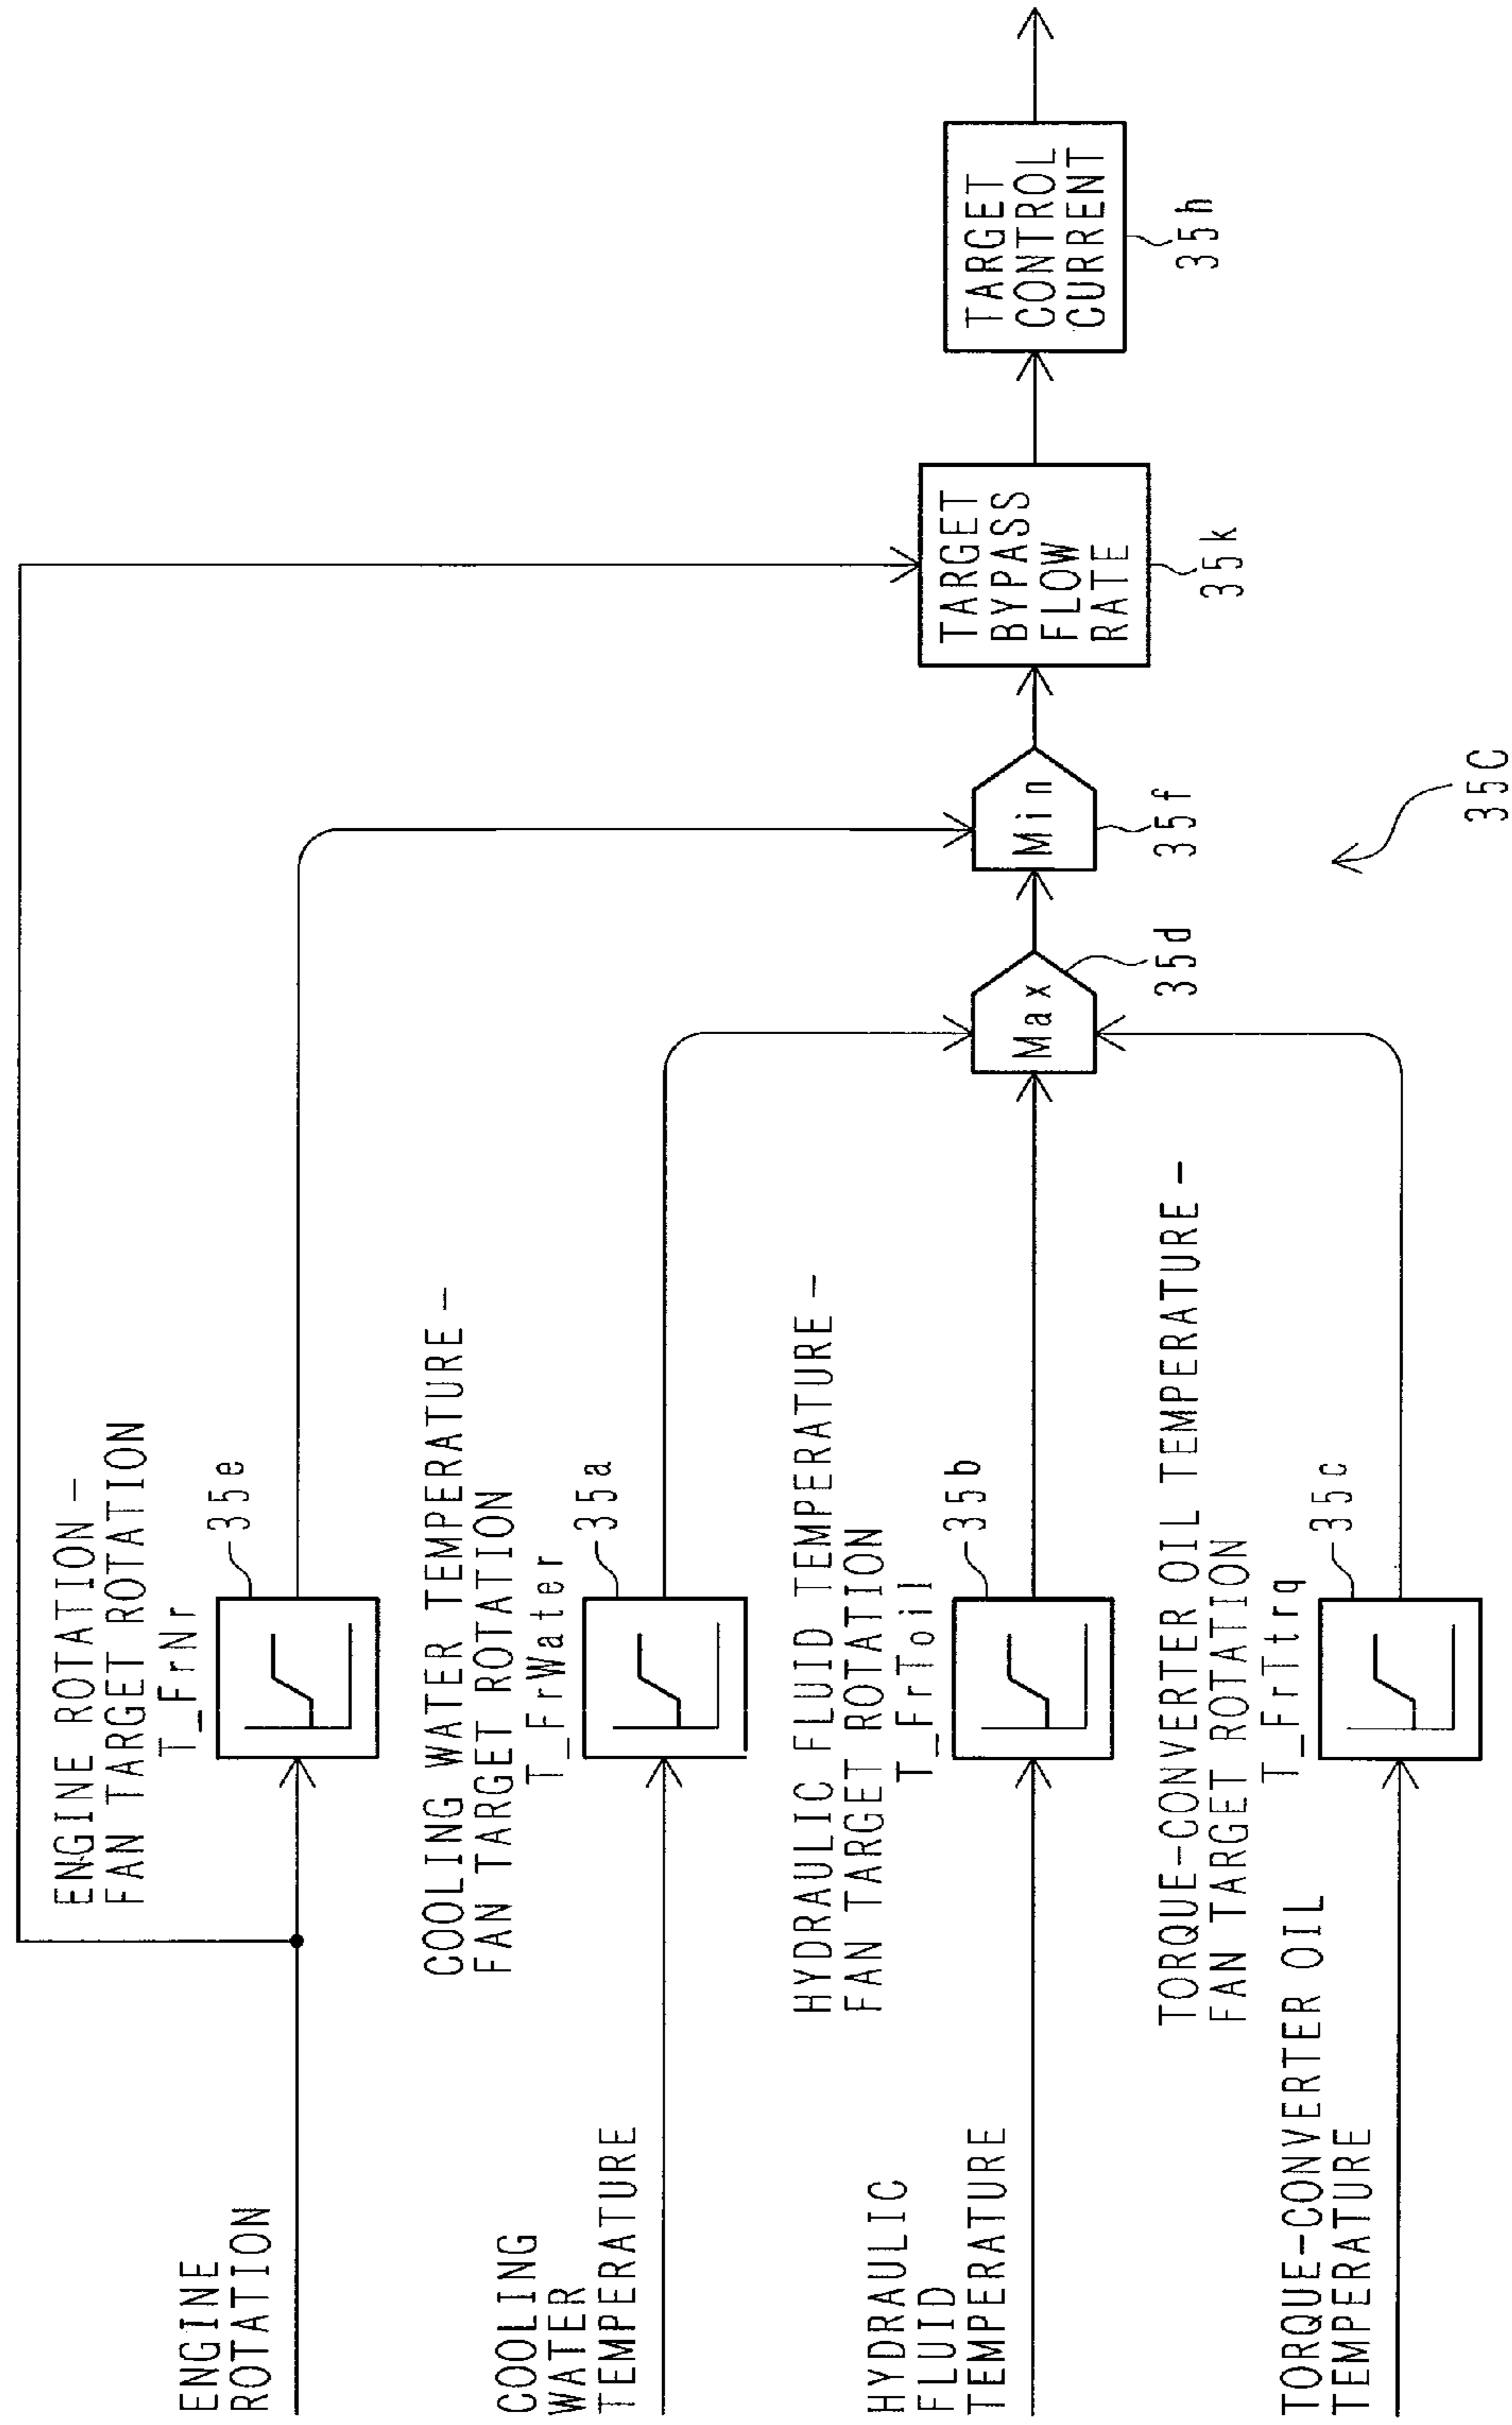 ENGINE
ROTATION
ENGINE ROTATION–
FAN TARGET ROTATION
T_FrNr
35e
COOLING
WATER
TEMPERATURE
COOLING WATER TEMPERATURE–
FAN TARGET ROTATION
T_FrWater
35a
HYDRAULIC
FLUID
TEMPERATURE
HYDRAULIC FLUID TEMPERATURE–
FAN TARGET ROTATION
T_FrToil
35b
TORQUE-CONVERTER OIL
TEMPERATURE
TORQUE-CONVERTER OIL TEMPERATURE–
FAN TARGET ROTATION
T_FrTtrq
35c
Max
35d
Min
35f
TARGET
BYPASS
FLOW
RATE
35k
TARGET
CONTROL
CURRENT
35h
35C